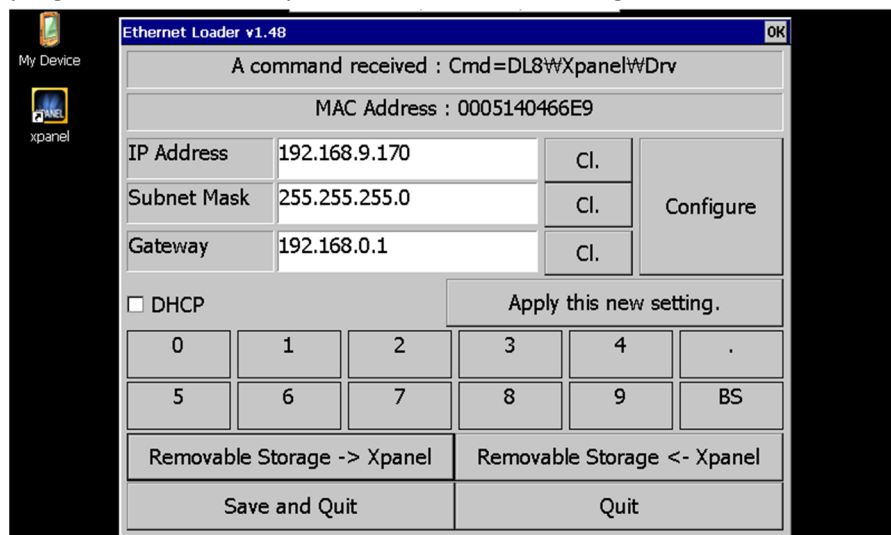 My Device
xpanel
Ethernet Loader v1.48
OK
A command received : Cmd=DL8₩Xpanel₩Drv
MAC Address : 0005140466E9
IP Address 192.168.9.170 Cl.
Subnet Mask 255.255.255.0 Cl.
Configure
Gateway 192.168.0.1 Cl.
DHCP Apply this new setting.
0 1 2 3 4 .
5 6 7 8 9 BS
Removable Storage -> Xpanel Removable Storage <- Xpanel
Save and Quit Quit